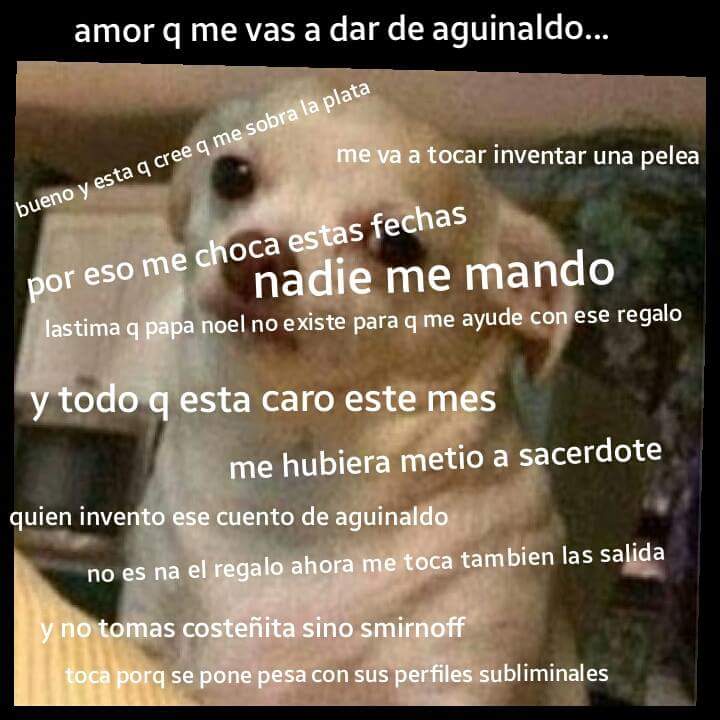 amor q me vas a dar de aguinaldo...
bueno y esta q cree q me sobra la plata
me va a tocar inventar una pelea
por eso me choca estas fechas
nadie me mando
lastima q papa noel no existe para q me ayude con ese regalo
y todo q esta caro este mes
me hubiera metio a sacerdote
quien invento ese cuento de aguinaldo
no es na el regalo ahora me toca tambien las salida
y no tomas costeñita sino smirnoff
toca porq se pone pesa con sus perfiles subliminales